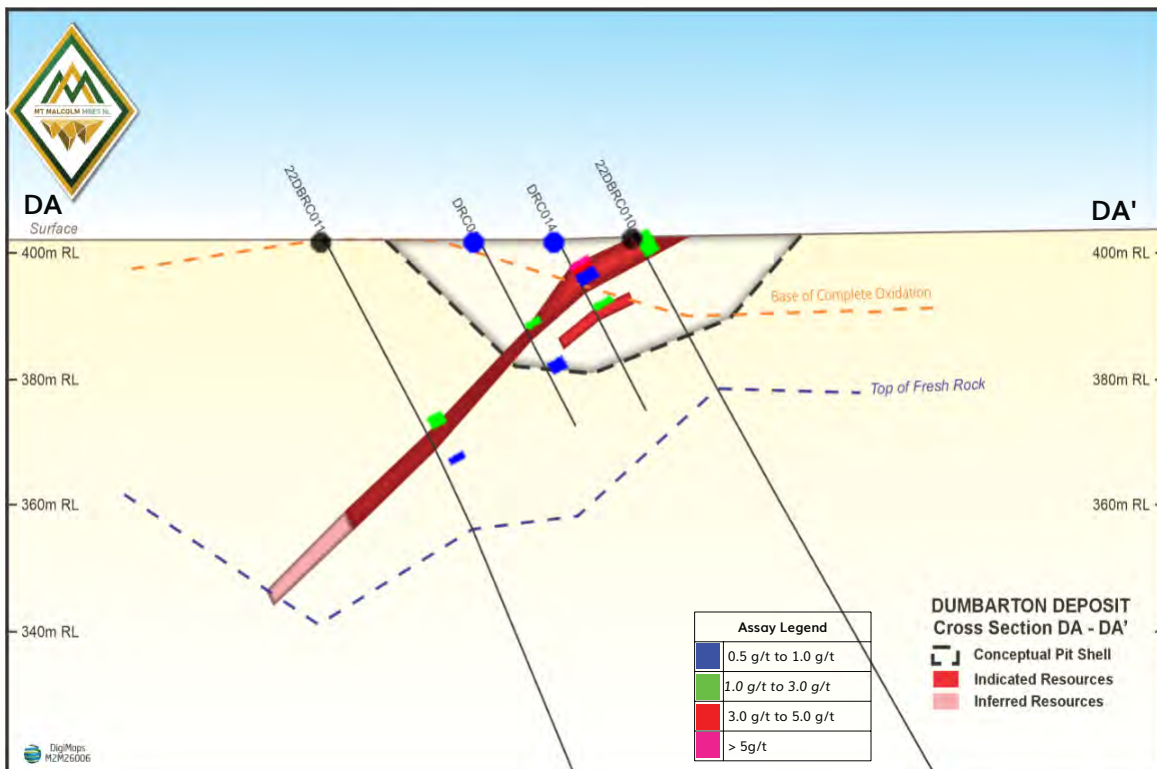 MT MALCOLM MINES NL
DA
DA'
Surface
22DBRC011
DRC014
22DBRC010
400m RL
400m RL
Base of Complete Oxidation
380m RL
380m RL
Top of Fresh Rock
360m RL
360m RL
340m RL
Assay Legend
0.5 g/t to 1.0 g/t
1.0 g/t to 3.0 g/t
3.0 g/t to 5.0 g/t
> 5g/t
DUMBARTON DEPOSIT
Cross Section DA - DA'
Conceptual Pit Shell
Indicated Resources
Inferred Resources
DigiMaps
M2M26006